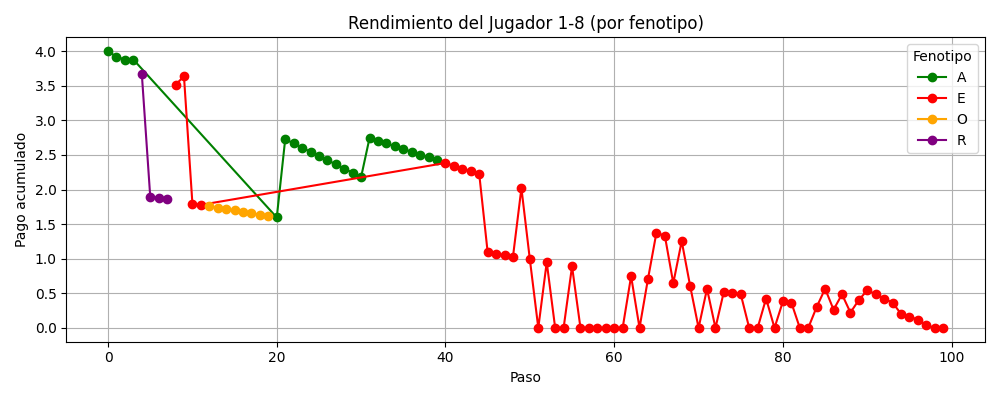 Rendimiento del Jugador 1-8 (por fenotipo)
Pago acumulado
4.0
3.5
3.0
2.5
2.0
1.5
1.0
0.5
0.0
0 20 40 60 80 100
Paso
Fenotipo
A
E
O
R